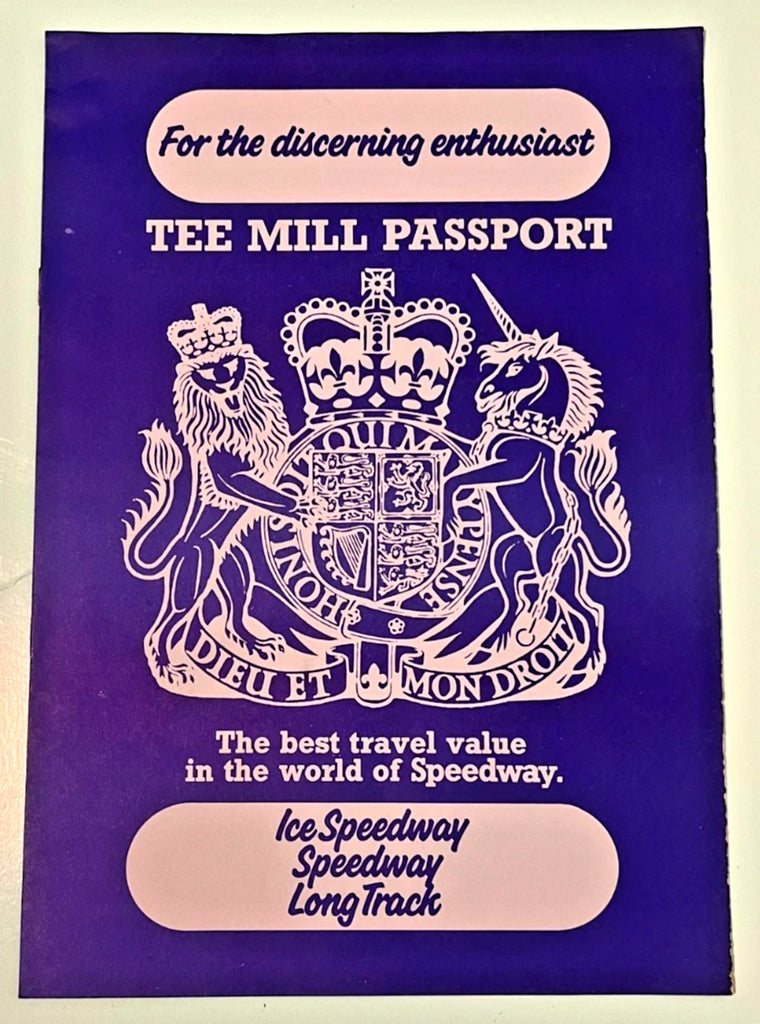 For the discerning enthusiast
TEE MILL PASSPORT
HONI SOIT QUI MAL Y PENSE
DIEU ET MON DROIT
The best travel value
in the world of Speedway.
Ice Speedway
Speedway
Long Track